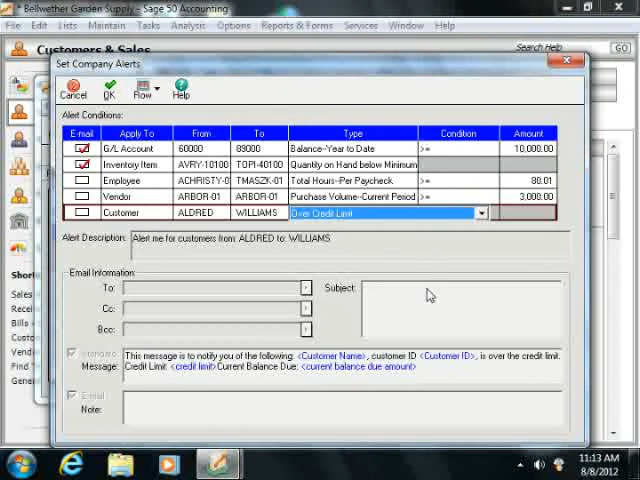 * Bellwether Garden Supply - Sage 50 Accounting
File Edit Lists Maintain Tasks Analysis Options Reports & Forms Services Window Help
Customers & Sales
Search Help
GO
Set Company Alerts
Cancel OK Row Help
Alert Conditions:
E-mail Apply To From To Type Condition Amount
G/L Account 60000 89000 Balance--Year to Date >= 10,000.00
Inventory Item AVRY-10100 TOPI-40100 Quantity on Hand below Minimum
Employee ACHRISTY- TMASZK-01 Total Hours--Per Paycheck >= 80.01
Vendor ARBOR-01 ARBOR-01 Purchase Volume--Current Period >= 3,000.00
Customer ALDRED WILLIAMS Over Credit Limit
Alert Description: Alert me for customers from: ALDRED to: WILLIAMS
Email Information
To:
Subject:
Cc:
Bcc:
Standard
Message:
This message is to notify you of the following: <Customer Name>, customer ID <Customer ID>, is over the credit limit.
Credit Limit: <credit limit>Current Balance Due: <current balance due amount>
E-mail
Note:
Short
Sales
Recei
Bills -
Custo
Vend
Find
Gener
11:13 AM
8/8/2012